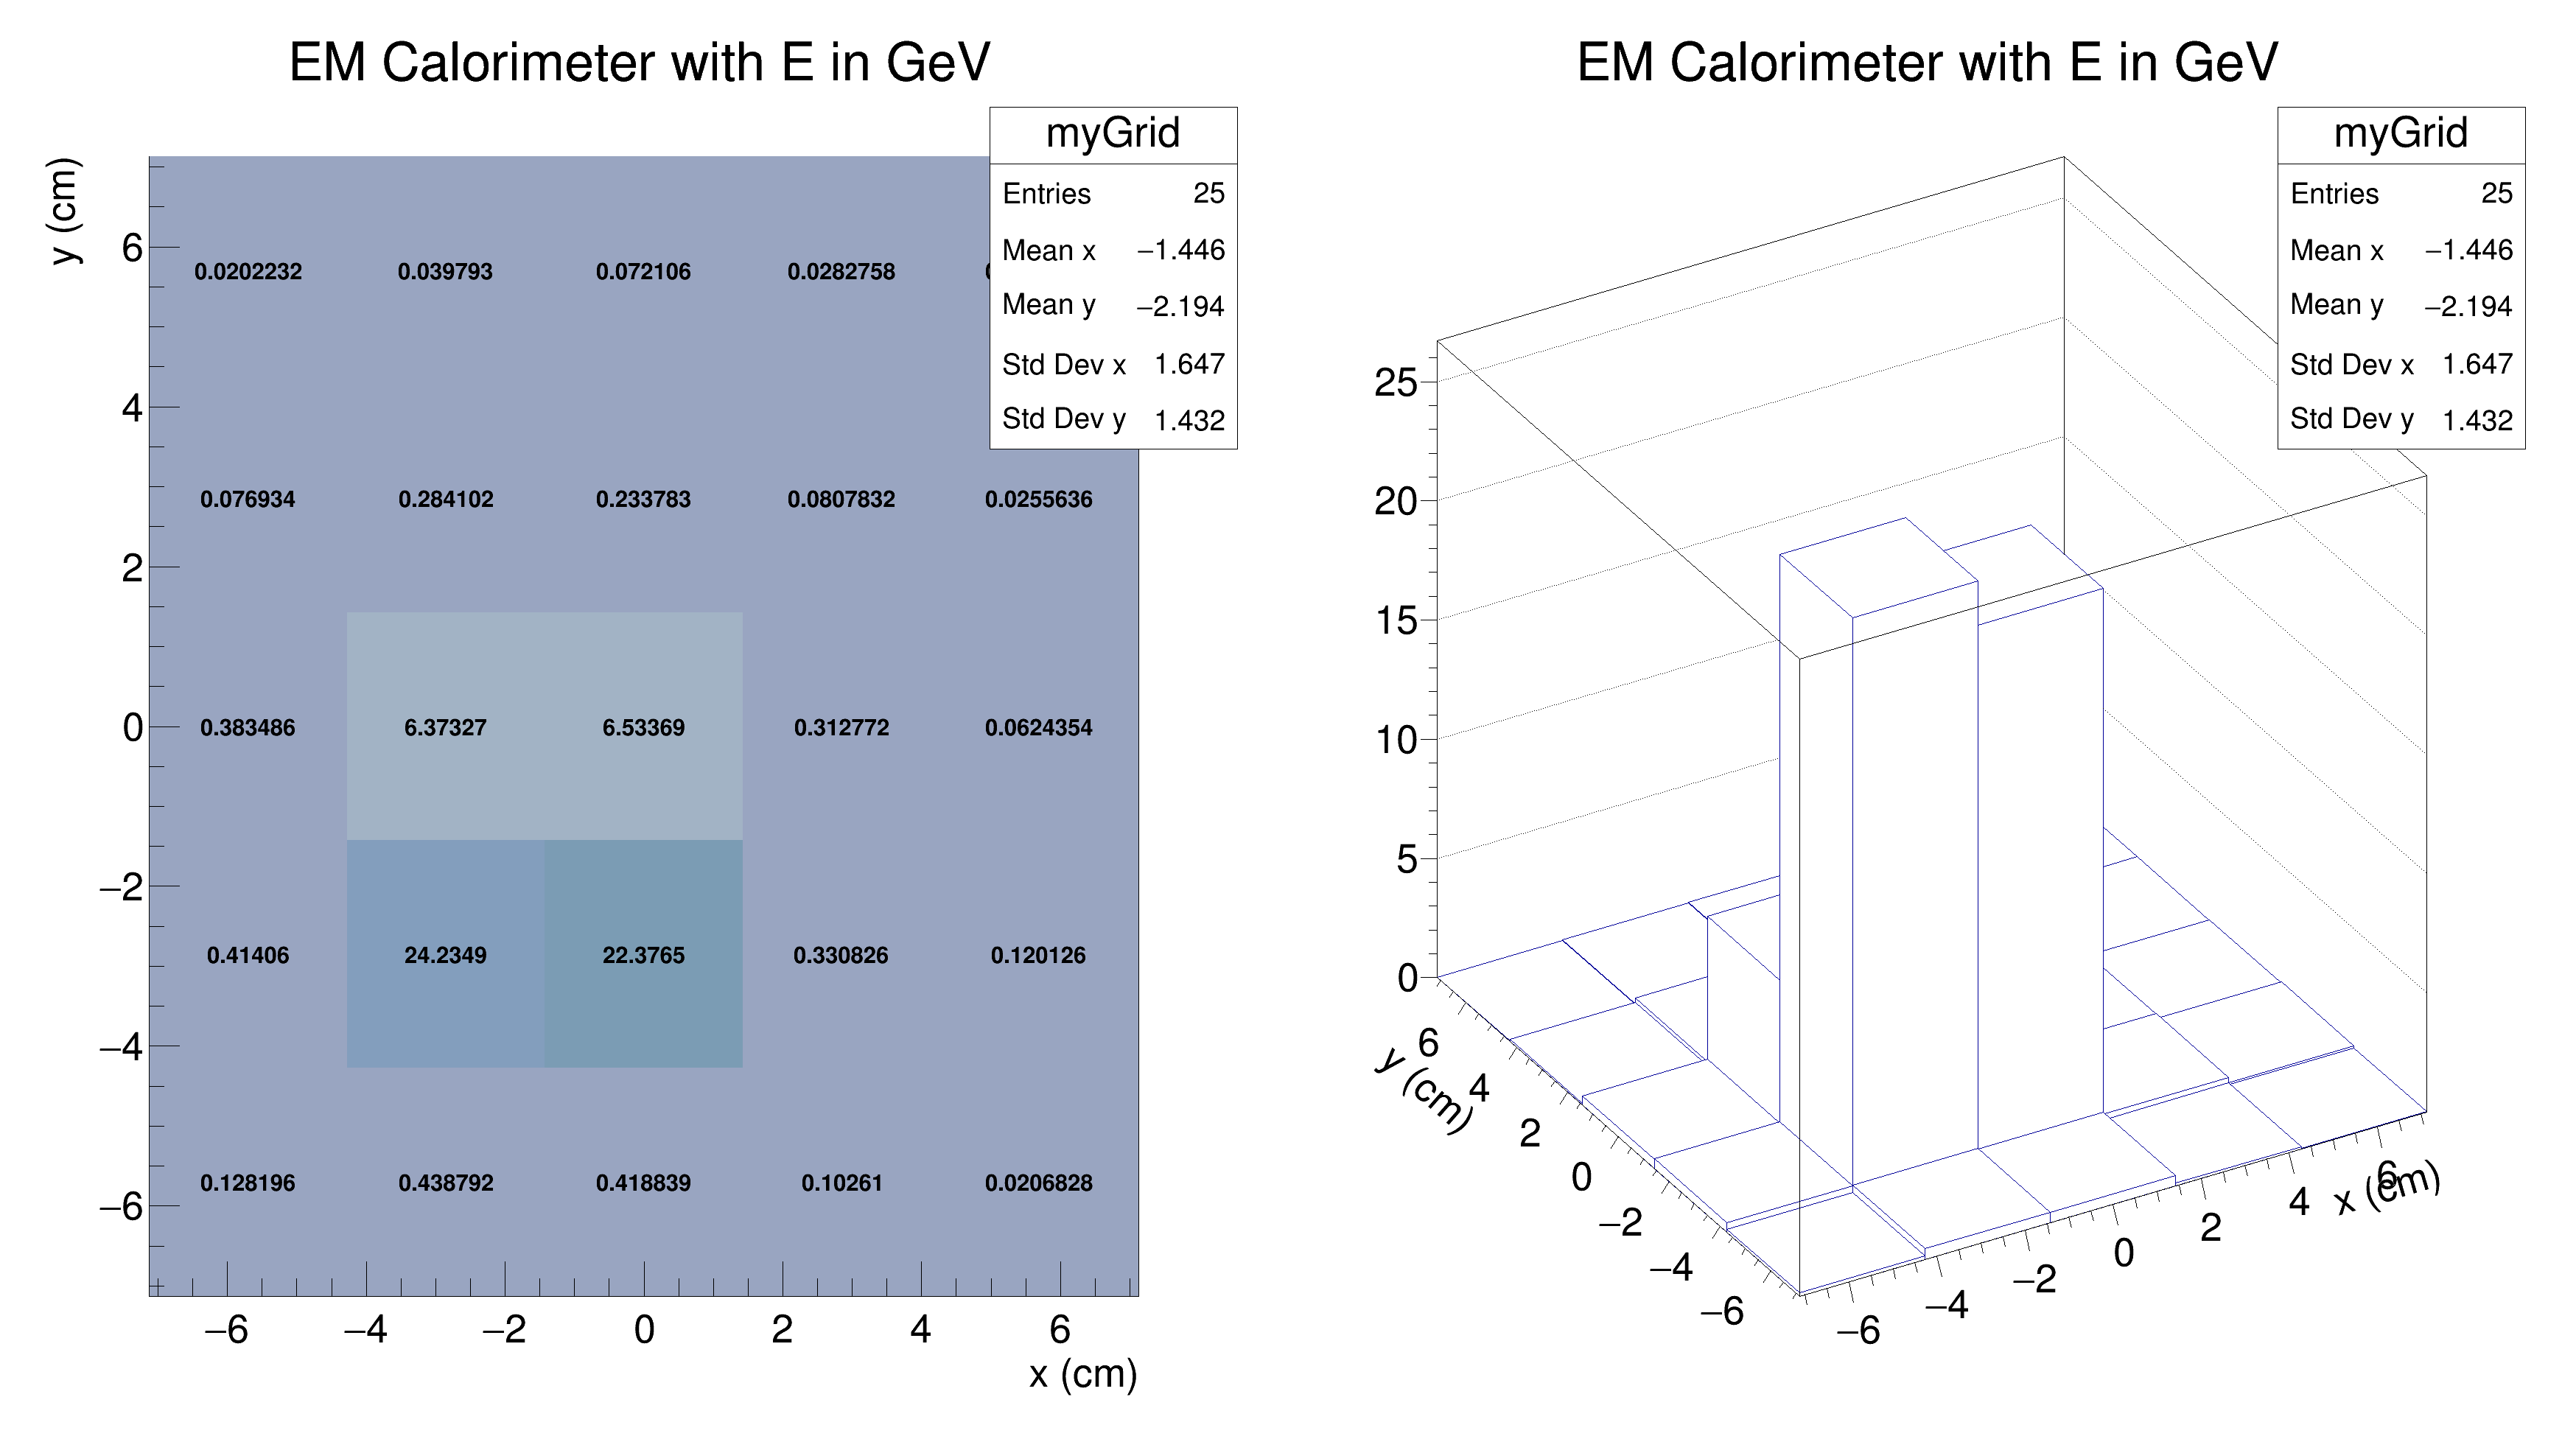 EM Calorimeter with E in GeV
myGrid
Entries 25
Mean x −1.446
Mean y −2.194
Std Dev x 1.647
Std Dev y 1.432
y (cm)
6
4
2
0
−2
−4
−6
0.0202232 0.039793 0.072106 0.0282758
0.076934 0.284102 0.233783 0.0807832 0.0255636
0.383486 6.37327 6.53369 0.312772 0.0624354
0.41406 24.2349 22.3765 0.330826 0.120126
0.128196 0.438792 0.418839 0.10261 0.0206828
−6 −4 −2 0 2 4 6
x (cm)
EM Calorimeter with E in GeV
myGrid
Entries 25
Mean x −1.446
Mean y −2.194
Std Dev x 1.647
Std Dev y 1.432
25
20
15
10
5
0
y (cm)
6
4
2
0
−2
−4
−6
−6
−4
−2
0
2
4
6
x (cm)